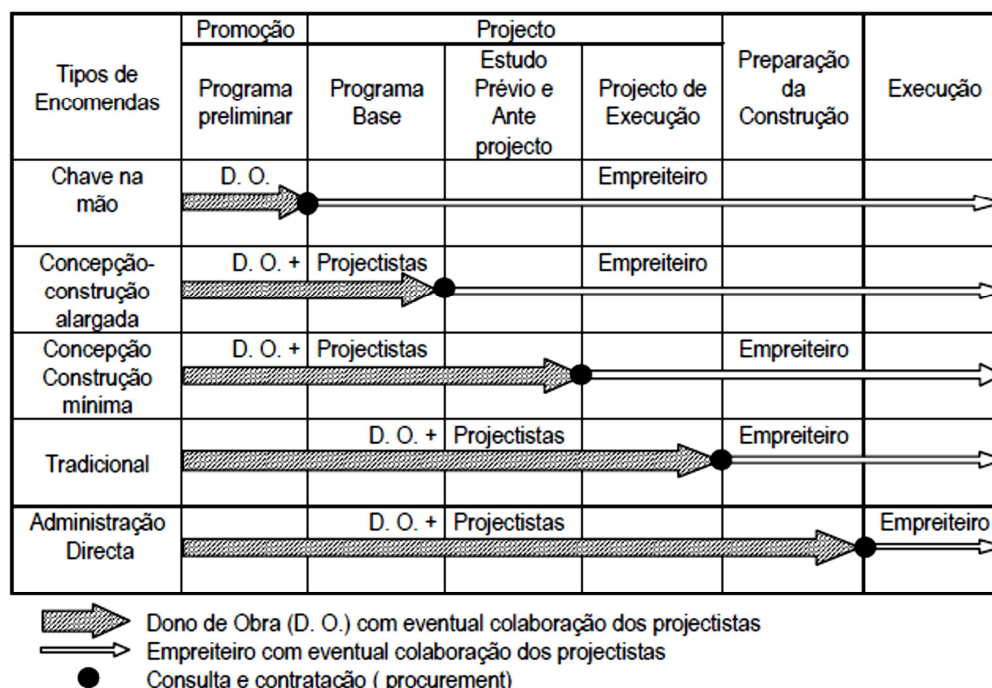 Promoção
Projecto
Tipos de
Encomendas
Programa
preliminar
Programa
Base
Estudo
Prévio e
Ante
projecto
Projecto de
Execução
Preparação
da
Construção
Execução
Chave na
mão
D. O.
Empreiteiro
Concepção-
construção
alargada
D. O. +
Projectistas
Empreiteiro
Concepção
Construção
mínima
D. O. +
Projectistas
Empreiteiro
Tradicional
D. O. +
Projectistas
Empreiteiro
Administração
Directa
D. O. +
Projectistas
Empreiteiro
Dono de Obra (D. O.) com eventual colaboração dos projectistas
Empreiteiro com eventual colaboração dos projectistas
Consulta e contratação ( procurement)